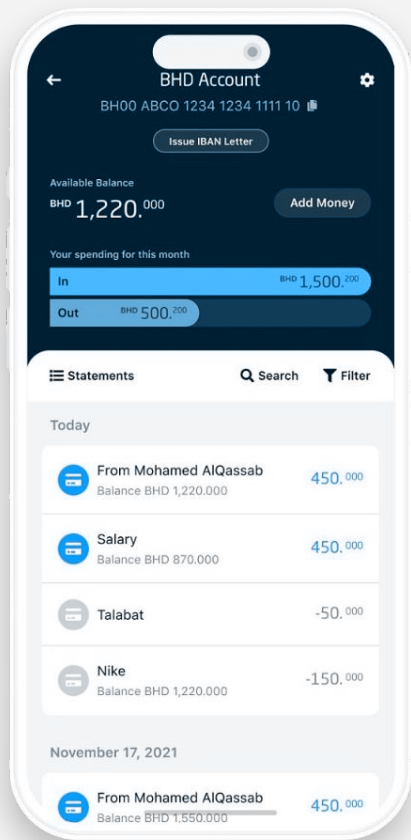 BHD Account
BH00 ABCO 1234 1234 1111 10
Issue IBAN Letter
Available Balance
BHD 1,220.000
Add Money
Your spending for this month
In BHD 1,500.200
Out BHD 500.200
Statements Search Filter
Today
From Mohamed AlQassab 450.000
Balance BHD 1,220.000
Salary 450.000
Balance BHD 870.000
Talabat -50.000
Nike -150.000
Balance BHD 1,220.000
November 17, 2021
From Mohamed AlQassab 450.000
Balance BHD 1.550.000